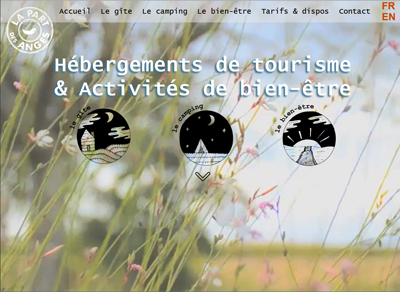 LA PART
DES ANGES
Accueil Le gîte Le camping Le bien-être Tarifs & dispos Contact
FR
EN
Hébergements de tourisme
& Activités de bien-être
le gîte
le camping
le bien-être